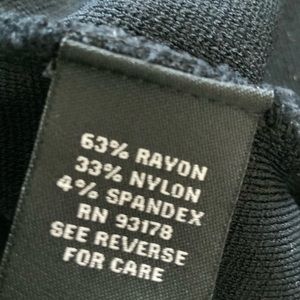 63% RAYON
33% NYLON
4% SPANDEX
RN 93178
SEE REVERSE
FOR CARE